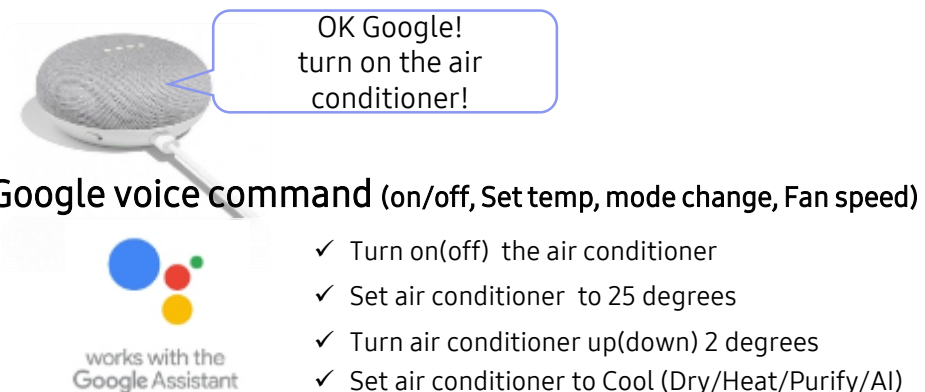 OK Google!
turn on the air
conditioner!
Google voice command (on/off, Set temp, mode change, Fan speed)
✓ Turn on(off) the air conditioner
✓ Set air conditioner to 25 degrees
✓ Turn air conditioner up(down) 2 degrees
✓ Set air conditioner to Cool (Dry/Heat/Purify/AI)
works with the
Google Assistant